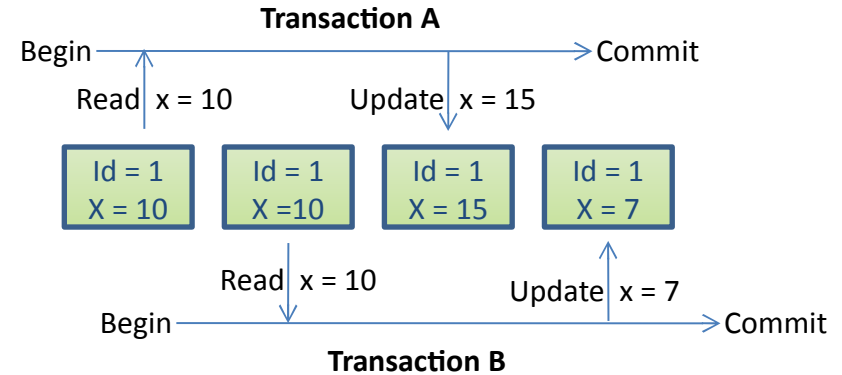 Transaction A
Begin
Commit
Read x = 10
Update x = 15
Id = 1
X = 10
Id = 1
X =10
Id = 1
X = 15
Id = 1
X = 7
Read x = 10
Update x = 7
Begin
Commit
Transaction B